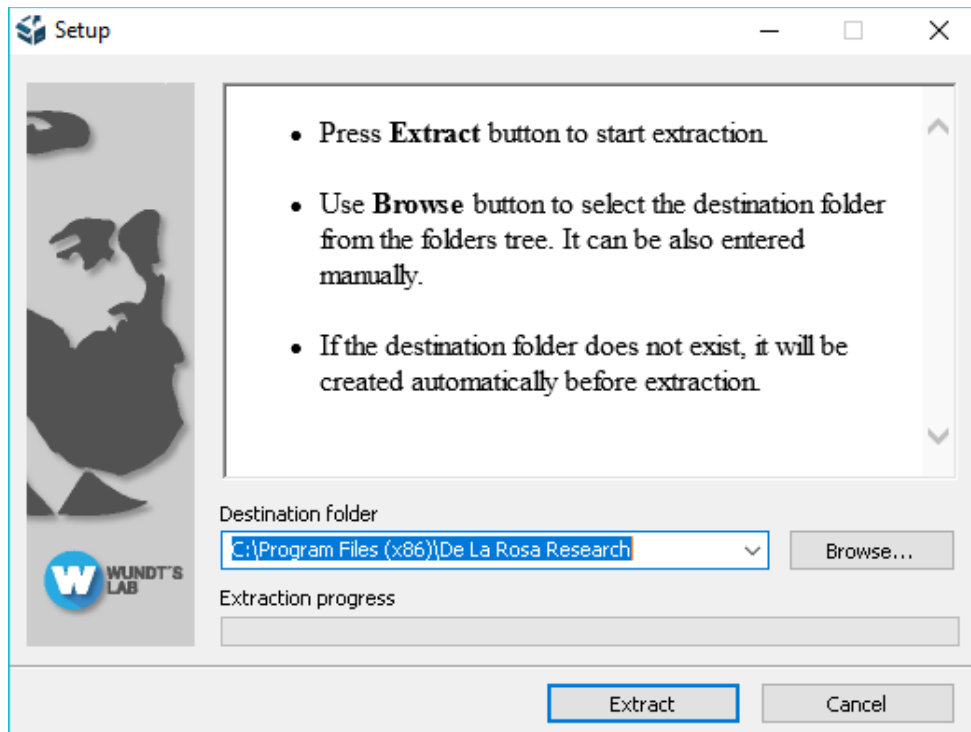 Setup
• Press Extract button to start extraction.
• Use Browse button to select the destination folder
from the folders tree. It can be also entered
manually.
• If the destination folder does not exist, it will be
created automatically before extraction.
Destination folder
C:\Program Files (x86)\De La Rosa Research
Browse...
W WUNDT´S
LAB
Extraction progress
Extract
Cancel